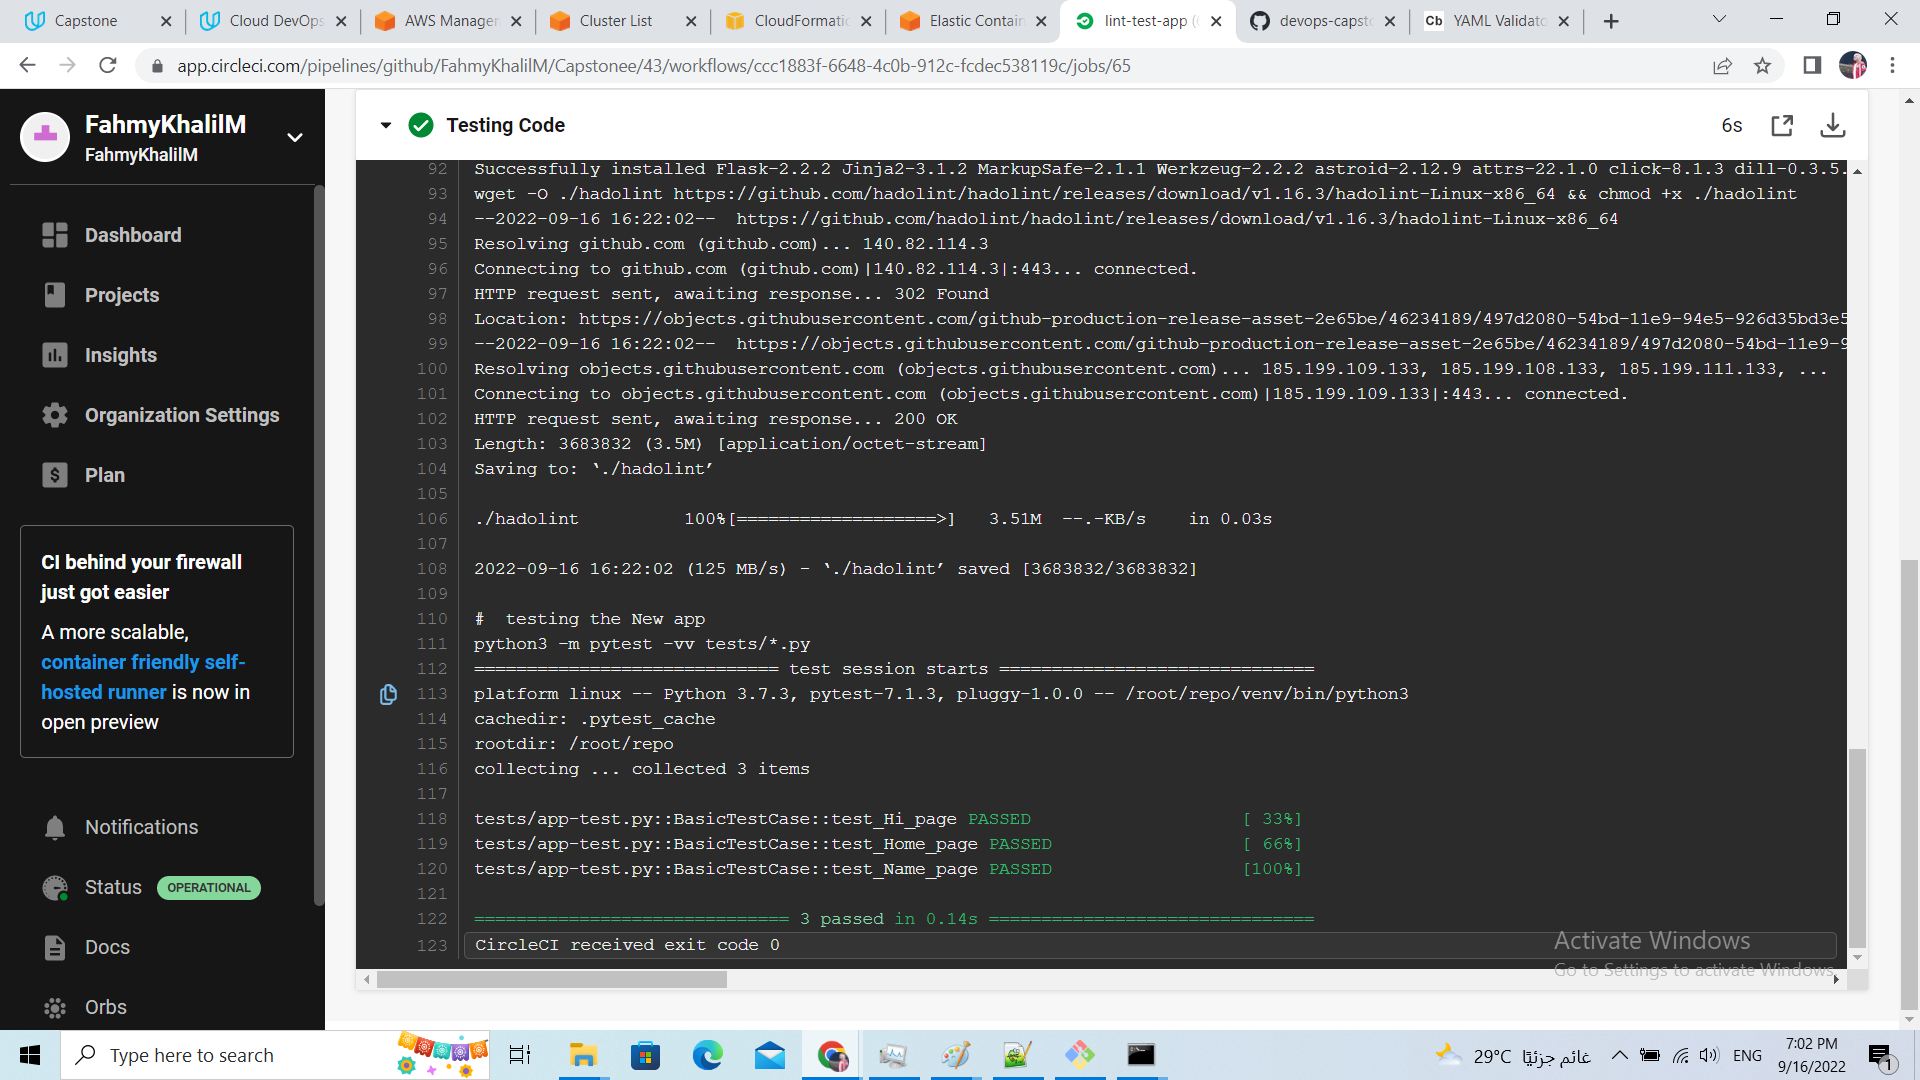 Capstone
Cloud DevOps
AWS Manager
Cluster List
CloudFormatic
Elastic Contain
lint-test-app (
devops-capst
Cb YAML Validato
app.circleci.com/pipelines/github/FahmyKhalilM/Capstonee/43/workflows/ccc1883f-6648-4c0b-912c-fcdec538119c/jobs/65
FahmyKhalilM
FahmyKhalilM
Dashboard
Projects
Insights
Organization Settings
Plan
CI behind your firewall
just got easier
A more scalable,
container friendly self-
hosted runner is now in
open preview
Notifications
Status OPERATIONAL
Docs
Orbs
Testing Code
6s
92 Successfully installed Flask-2.2.2 Jinja2-3.1.2 MarkupSafe-2.1.1 Werkzeug-2.2.2 astroid-2.12.9 attrs-22.1.0 click-8.1.3 dill-0.3.5.
93 wget -O ./hadolint https://github.com/hadolint/hadolint/releases/download/v1.16.3/hadolint-Linux-x86_64 && chmod +x ./hadolint
94 --2022-09-16 16:22:02--  https://github.com/hadolint/hadolint/releases/download/v1.16.3/hadolint-Linux-x86_64
95 Resolving github.com (github.com)... 140.82.114.3
96 Connecting to github.com (github.com)|140.82.114.3|:443... connected.
97 HTTP request sent, awaiting response... 302 Found
98 Location: https://objects.githubusercontent.com/github-production-release-asset-2e65be/46234189/497d2080-54bd-11e9-94e5-926d35bd3e5
99 --2022-09-16 16:22:02--  https://objects.githubusercontent.com/github-production-release-asset-2e65be/46234189/497d2080-54bd-11e9-9
100 Resolving objects.githubusercontent.com (objects.githubusercontent.com)... 185.199.109.133, 185.199.108.133, 185.199.111.133, ...
101 Connecting to objects.githubusercontent.com (objects.githubusercontent.com)|185.199.109.133|:443... connected.
102 HTTP request sent, awaiting response... 200 OK
103 Length: 3683832 (3.5M) [application/octet-stream]
104 Saving to: ‘./hadolint’
105
106 ./hadolint          100%[===================>]   3.51M  --.-KB/s    in 0.03s
107
108 2022-09-16 16:22:02 (125 MB/s) - ‘./hadolint’ saved [3683832/3683832]
109
110 #  testing the New app
111 python3 -m pytest -vv tests/*.py
112 ============================= test session starts ==============================
113 platform linux -- Python 3.7.3, pytest-7.1.3, pluggy-1.0.0 -- /root/repo/venv/bin/python3
114 cachedir: .pytest_cache
115 rootdir: /root/repo
116 collecting ... collected 3 items
117
118 tests/app-test.py::BasicTestCase::test_Hi_page PASSED                    [ 33%]
119 tests/app-test.py::BasicTestCase::test_Home_page PASSED                  [ 66%]
120 tests/app-test.py::BasicTestCase::test_Name_page PASSED                  [100%]
121
122 ============================== 3 passed in 0.14s ===============================
123 CircleCI received exit code 0
Activate Windows
Go to Settings to activate Windows.
Type here to search
29°C غائم جزئيًا
ENG
7:02 PM
9/16/2022
1